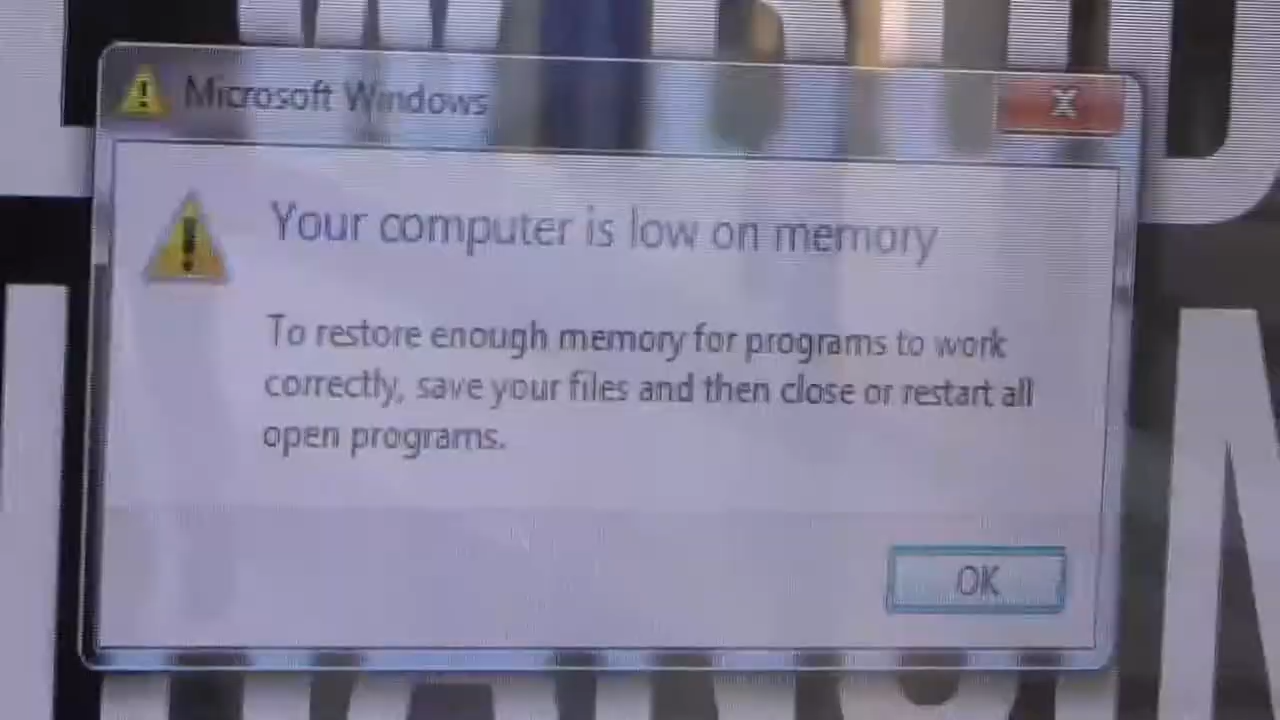 Microsoft Windows
Your computer is low on memory
To restore enough memory for programs to work
correctly, save your files and then close or restart all
open programs.
OK